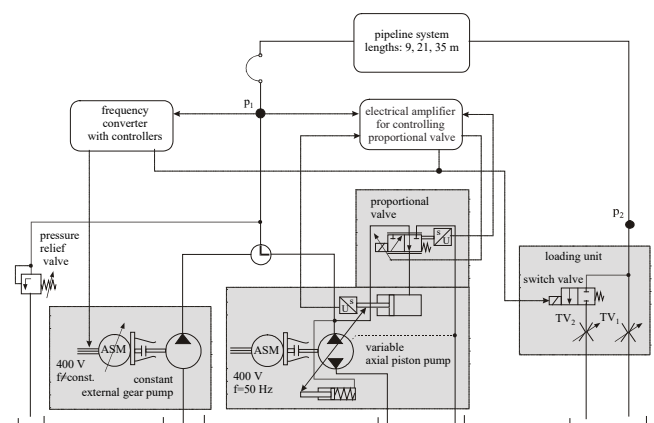 pipeline system
lengths: 9, 21, 35 m
p1
frequency
converter
with controllers
electrical amplifier
for controlling
proportional valve
proportional
valve
s
U
p2
pressure
relief
valve
loading unit
switch valve
TV2
TV1
U
s
ASM
400 V
f≠const.
constant
external gear pump
ASM
400 V
f=50 Hz
variable
axial piston pump